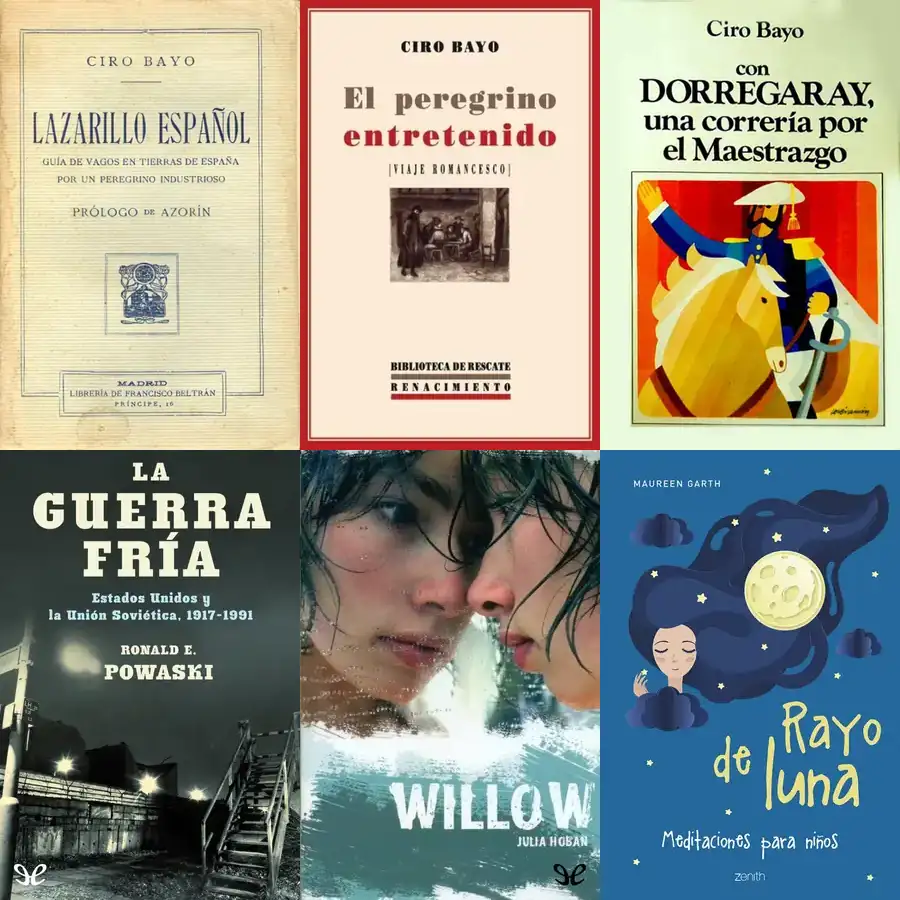 CIRO BAYO
LAZARILLO ESPAÑOL
GUÍA DE VAGOS EN TIERRAS DE ESPAÑA
POR UN PEREGRINO INDUSTRIOSO
PRÓLOGO DE AZORÍN
MADRID
LIBRERÍA DE FRANCISCO BELTRÁN
PRÍNCIPE, 16
CIRO BAYO
El peregrino
entretenido
[VIAJE ROMANCESCO]
BIBLIOTECA DE RESCATE
RENACIMIENTO
Ciro Bayo
con
DORREGARAY,
una correría por
el Maestrazgo
LA
GUERRA
FRÍA
Estados Unidos y
la Unión Soviética, 1917-1991
RONALD E.
POWASKI
WILLOW
JULIA HOBAN
MAUREEN GARTH
Rayo
de luna
Meditaciones para niños
zenith